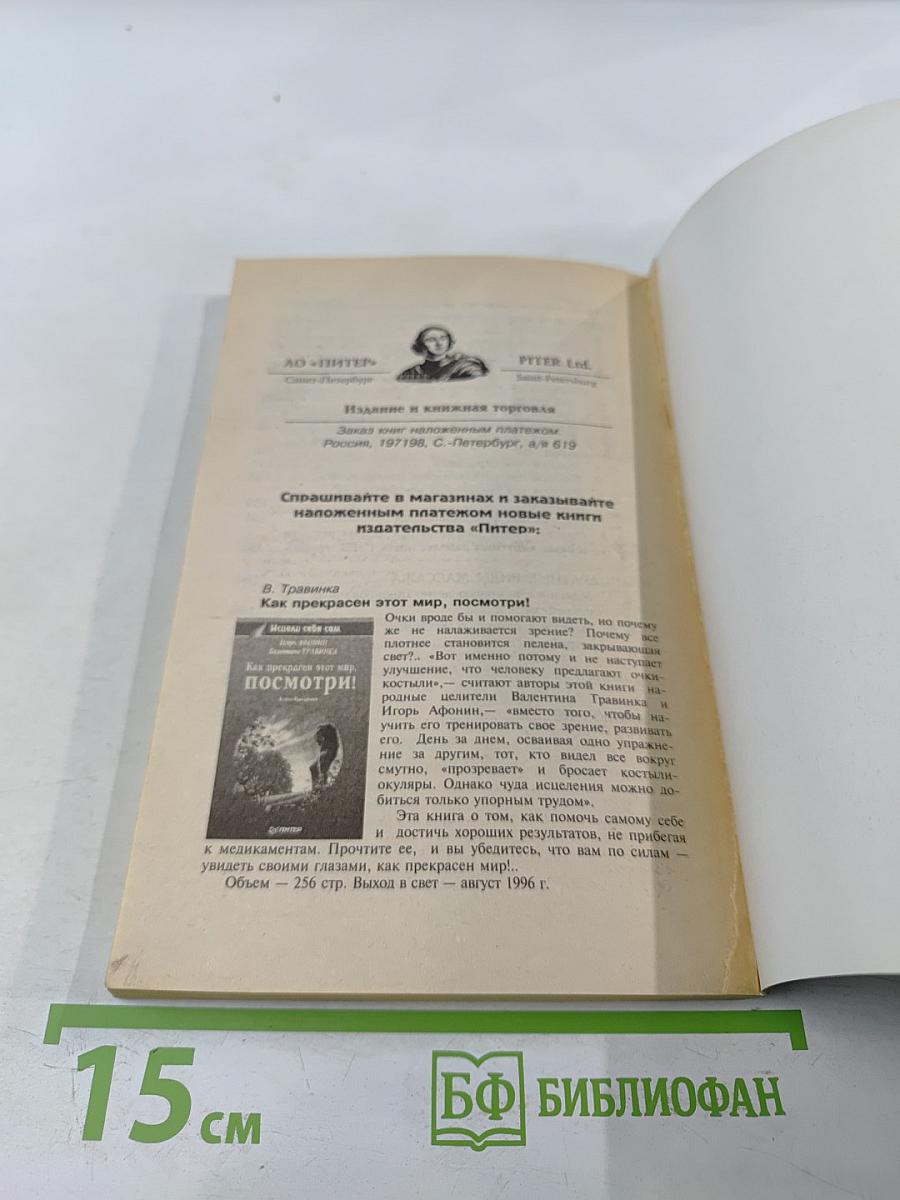 АО «ПИТЕР»
Санкт-Петербург
PITER Ltd.
Saint-Petersburg
Издание и книжная торговля
Заказ книг наложенным платежом
Россия, 197198, С.-Петербург, а/я 619
Спрашивайте в магазинах и заказывайте
наложенным платежом новые книги
издательства «Питер»:
В. Травинка
Как прекрасен этот мир, посмотри!
Исцели себя сам
Игорь АФОНИН
Валентина ТРАВИНКА
Как прекрасен этот мир,
ПОСМОТРИ!
ПИТЕР
Очки вроде бы и помогают видеть, но почему
же не налаживается зрение? Почему все
плотнее становится пелена, закрывающая
свет?.. «Вот именно потому и не наступает
улучшение, что человеку предлагают очки-
костыли»,— считают авторы этой книги на-
родные целители Валентина Травинка и
Игорь Афонин,— «вместо того, чтобы на-
учить его тренировать свое зрение, развивать
его. День за днем, осваивая одно упражне-
ние за другим, тот, кто видел все вокруг
смутно, «прозревает» и бросает костыли-
окуляры. Однако чуда исцеления можно до-
биться только упорным трудом».
Эта книга о том, как помочь самому себе
и достичь хороших результатов, не прибегая
к медикаментам. Прочтите ее, и вы убедитесь, что вам по силам —
увидеть своими глазами, как прекрасен мир!..
Объем — 256 стр. Выход в свет — август 1996 г.
15 см
БФ БИБЛИОФАН